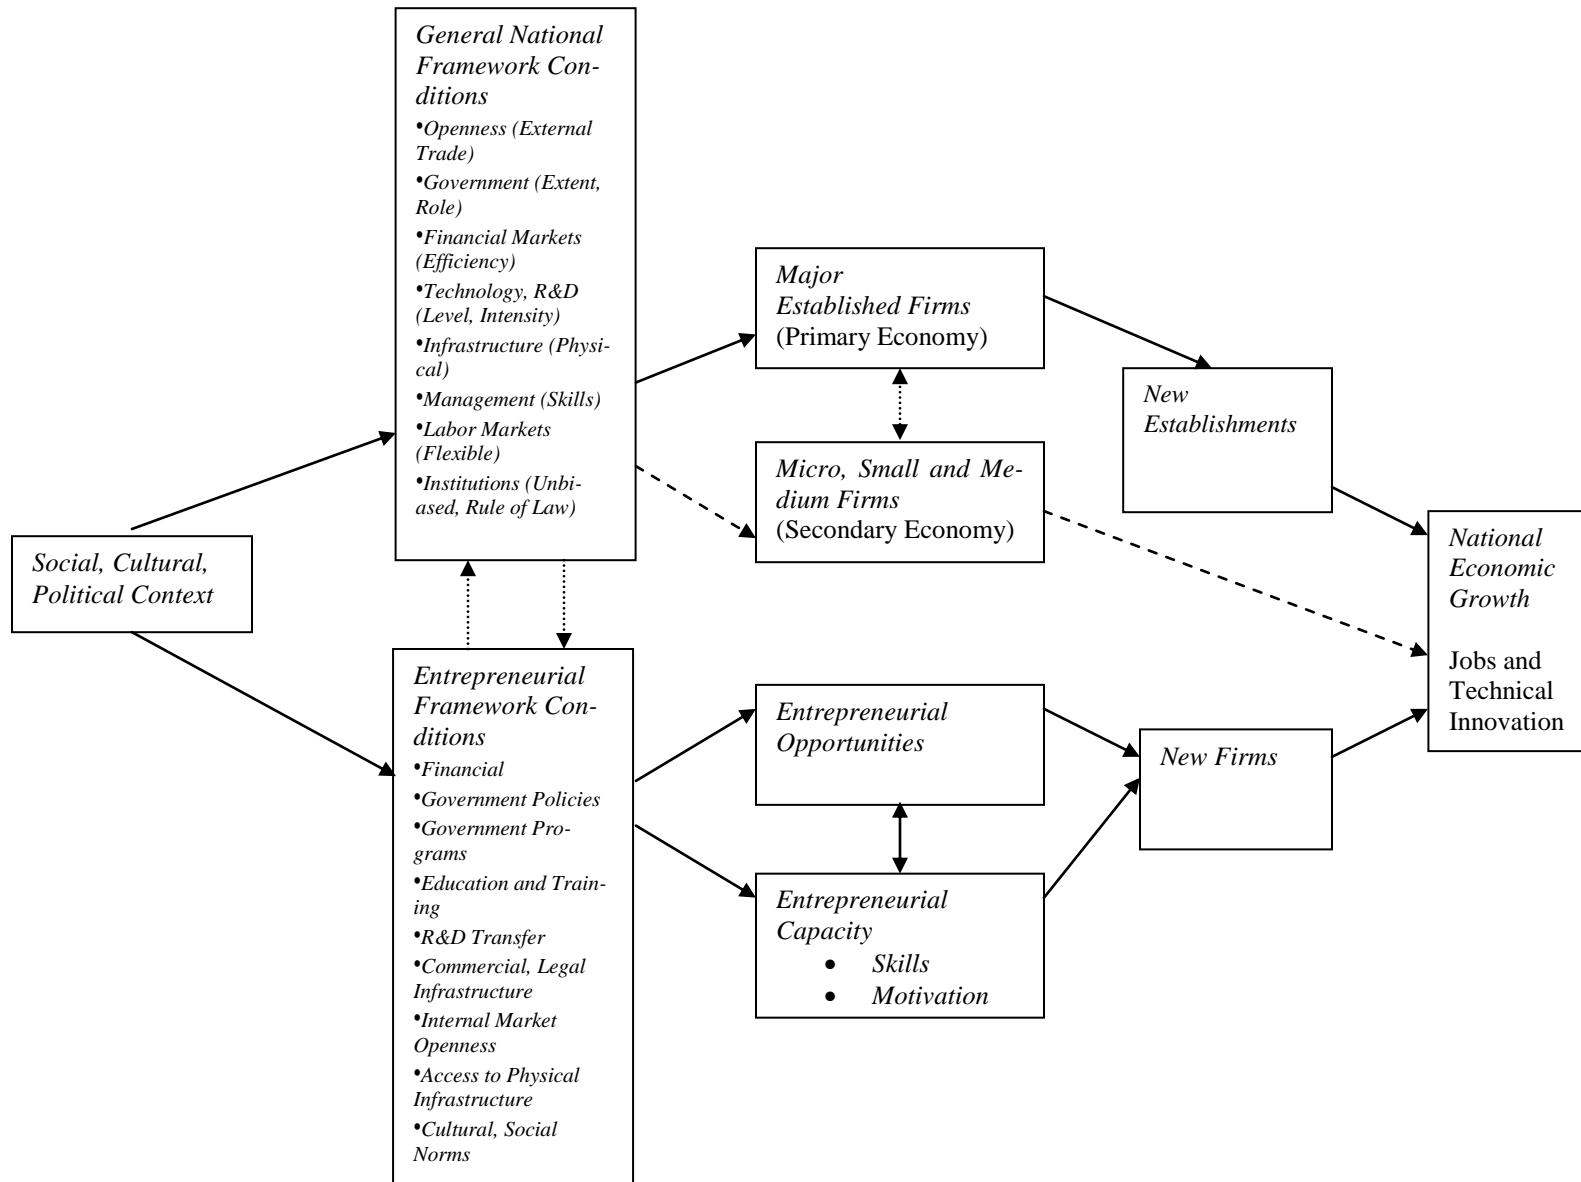 General National
Framework Con-
ditions
•Openness (External
Trade)
•Government (Extent,
Role)
•Financial Markets
(Efficiency)
•Technology, R&D
(Level, Intensity)
•Infrastructure (Physi-
cal)
•Management (Skills)
•Labor Markets
(Flexible)
•Institutions (Unbi-
ased, Rule of Law)
Social, Cultural,
Political Context
Entrepreneurial
Framework Con-
ditions
•Financial
•Government Policies
•Government Pro-
grams
•Education and Train-
ing
•R&D Transfer
•Commercial, Legal
Infrastructure
•Internal Market
Openness
•Access to Physical
Infrastructure
•Cultural, Social
Norms
Major
Established Firms
(Primary Economy)
Micro, Small and Me-
dium Firms
(Secondary Economy)
Entrepreneurial
Opportunities
Entrepreneurial
Capacity
• Skills
• Motivation
New
Establishments
New Firms
National
Economic
Growth
Jobs and
Technical
Innovation